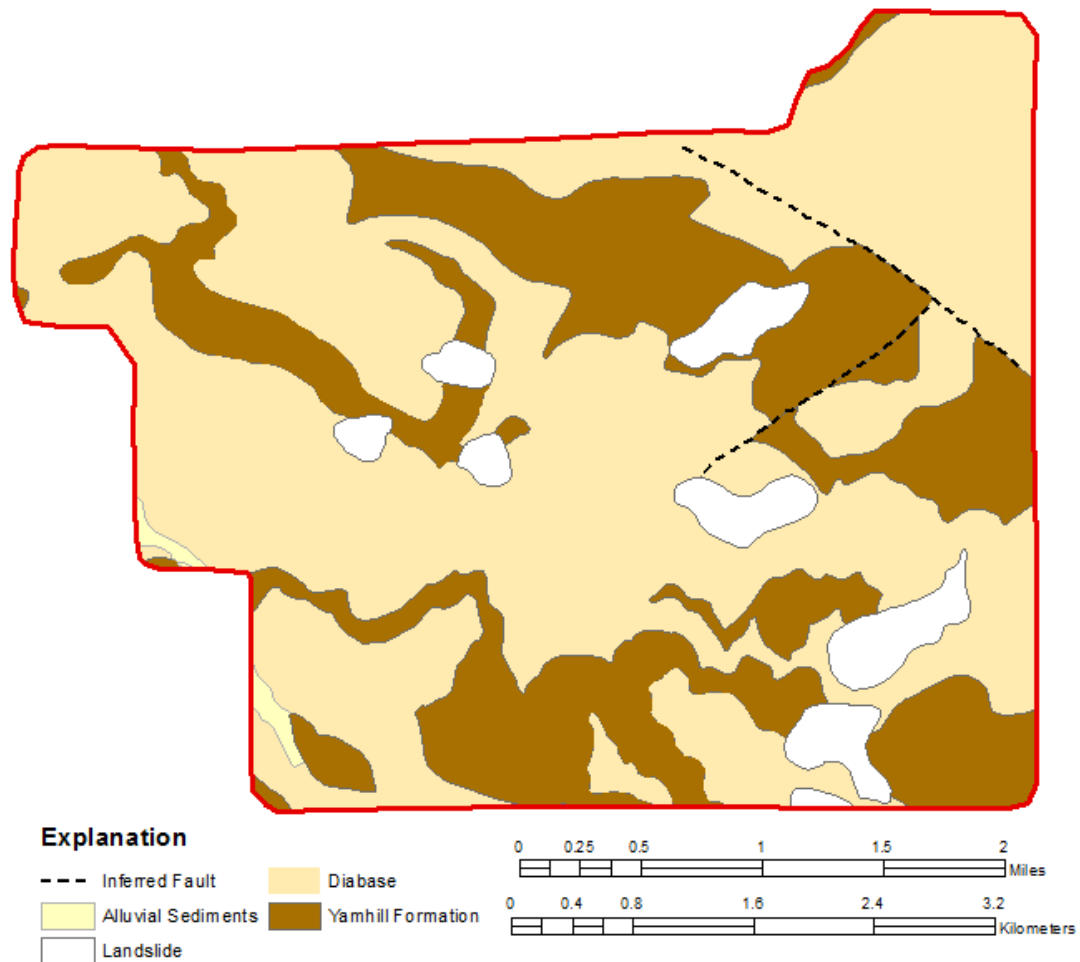 Explanation
Inferred Fault
Diabase
Alluvial Sediments
Yamhill Formation
Landslide
0 0.25 0.5 1 1.5 2
Miles
0 0.4 0.8 1.6 2.4 3.2
Kilometers